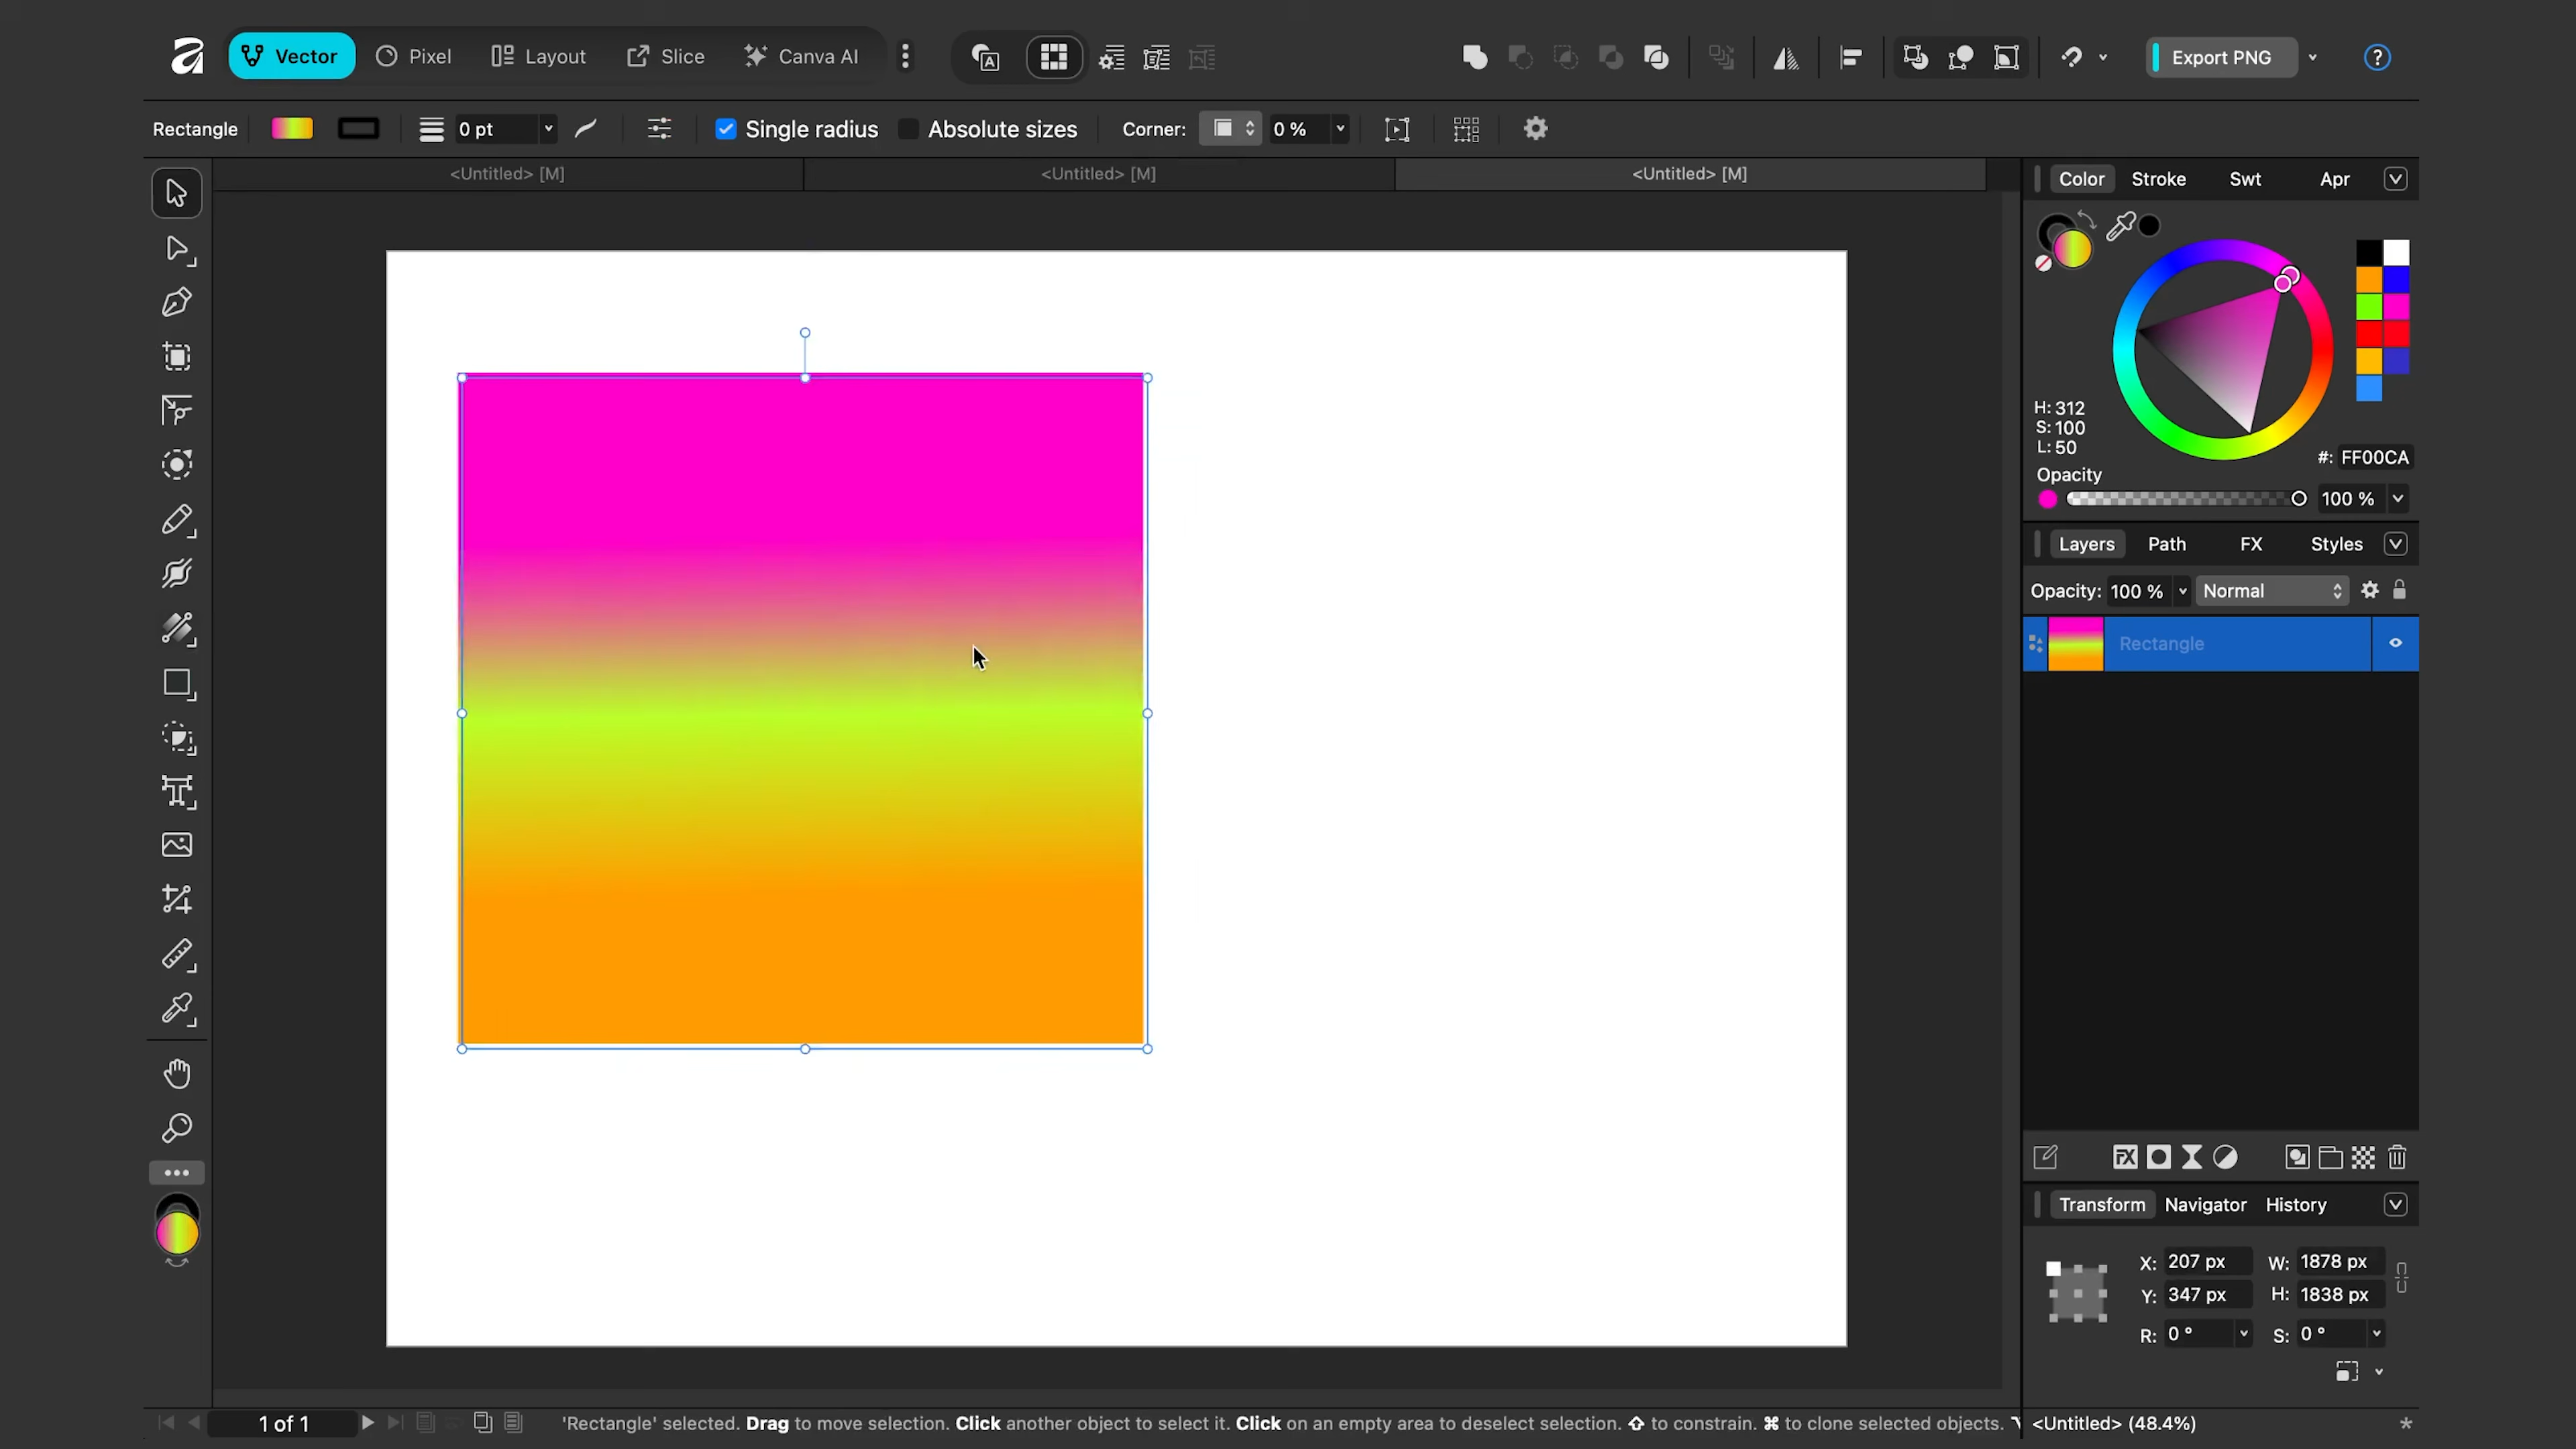 Vector Pixel Layout Slice Canva AI Export PNG ?
Rectangle 0 pt Single radius Absolute sizes Corner: 0 %
<Untitled> [M] <Untitled> [M] <Untitled> [M]
Color Stroke Swt Apr
H: 312
S: 100
L: 50
#: FF00CA
Opacity
100 %
Layers Path FX Styles
Opacity: 100 % Normal
Rectangle
FX
Transform Navigator History
X: 207 px W: 1878 px
Y: 347 px H: 1838 px
R: 0 ° S: 0 °
1 of 1 'Rectangle' selected. Drag to move selection. Click another object to select it. Click on an empty area to deselect selection. ⇧ to constrain. ⌘ to clone selected objects. <Untitled> (48.4%) *